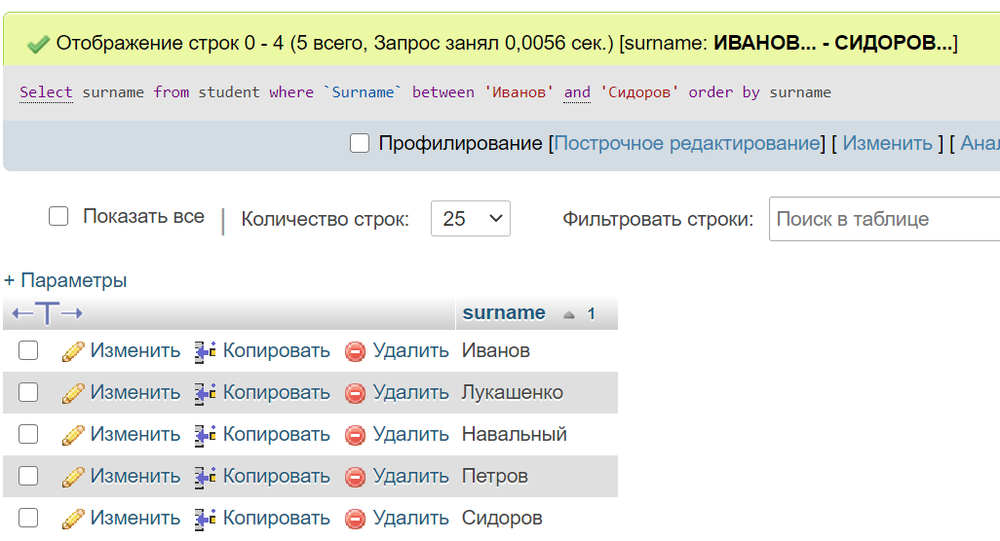 Отображение строк 0 - 4 (5 всего, Запрос занял 0,0056 сек.) [surname: ИВАНОВ... - СИДОРОВ...]
Select surname from student where `Surname` between 'Иванов' and 'Сидоров' order by surname
Профилирование [Построчное редактирование] [ Изменить ] [ Ана
Показать все | Количество строк: 25 Фильтровать строки: Поиск в таблице
+ Параметры
←T→ surname 1
Изменить Копировать Удалить Иванов
Изменить Копировать Удалить Лукашенко
Изменить Копировать Удалить Навальный
Изменить Копировать Удалить Петров
Изменить Копировать Удалить Сидоров